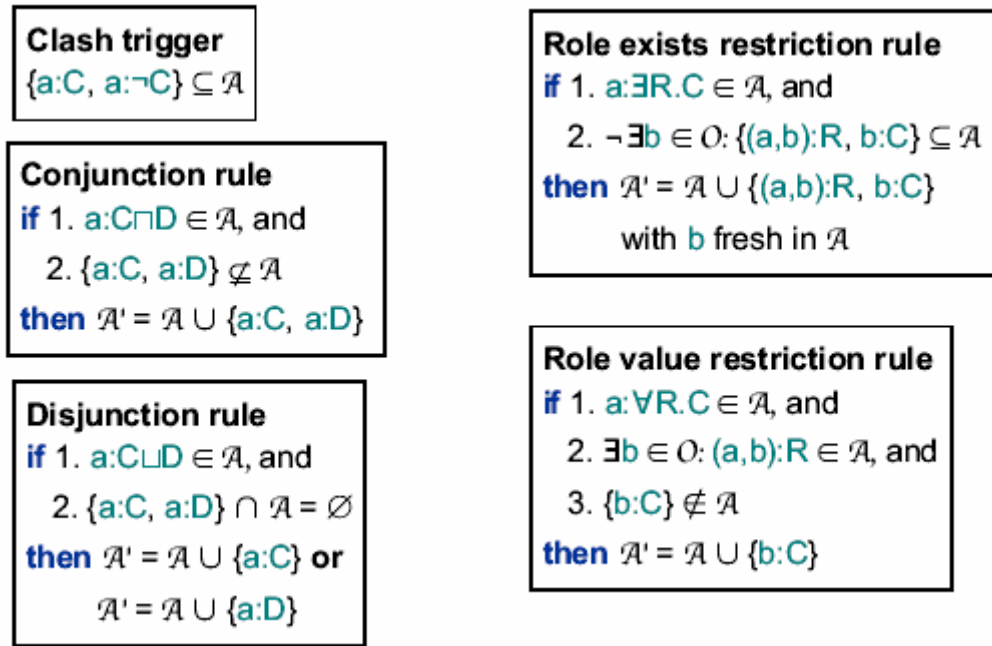 Clash trigger
{a:C, a:¬C} ⊆ 𝒜
Conjunction rule
if 1. a:C⊓D ∈ 𝒜, and
2. {a:C, a:D} ⊈ 𝒜
then 𝒜' = 𝒜 ∪ {a:C, a:D}
Disjunction rule
if 1. a:C⊔D ∈ 𝒜, and
2. {a:C, a:D} ∩ 𝒜 = ∅
then 𝒜' = 𝒜 ∪ {a:C} or
𝒜' = 𝒜 ∪ {a:D}
Role exists restriction rule
if 1. a:∃R.C ∈ 𝒜, and
2. ¬∃b ∈ 𝒪: {(a,b):R, b:C} ⊆ 𝒜
then 𝒜' = 𝒜 ∪ {(a,b):R, b:C}
with b fresh in 𝒜
Role value restriction rule
if 1. a:∀R.C ∈ 𝒜, and
2. ∃b ∈ 𝒪: (a,b):R ∈ 𝒜, and
3. {b:C} ∉ 𝒜
then 𝒜' = 𝒜 ∪ {b:C}